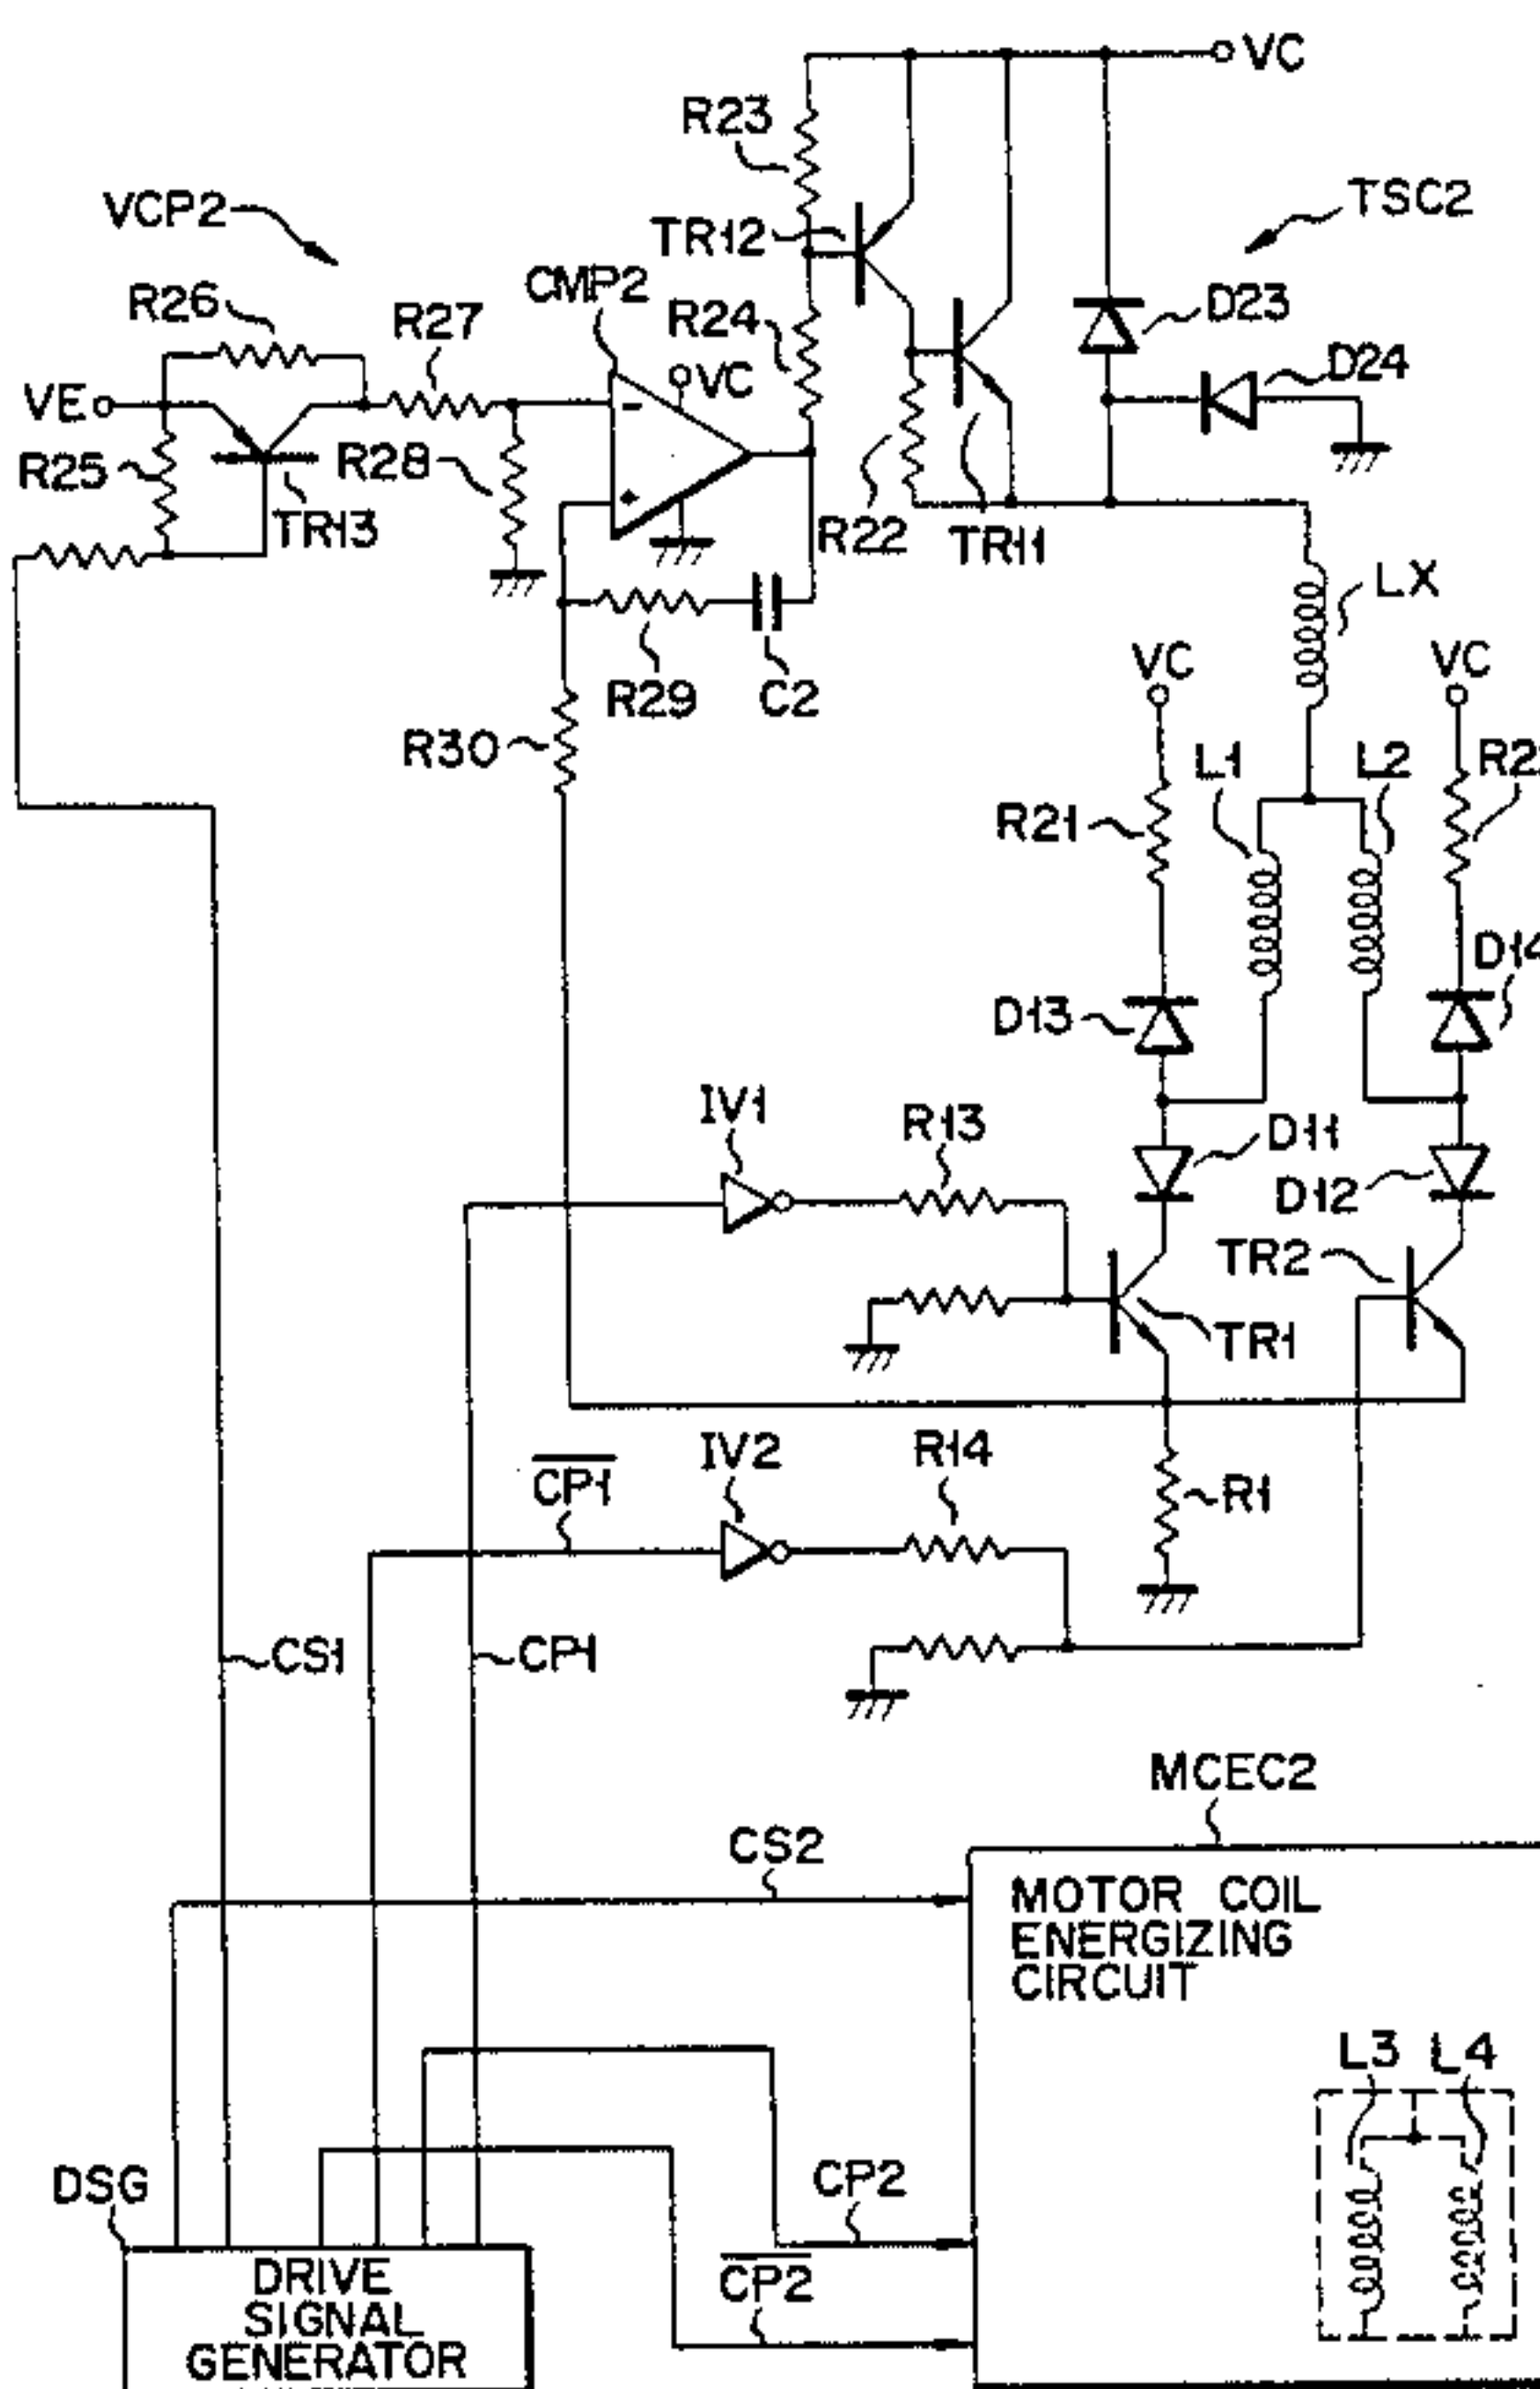 VC
R23
VCP2
TSC2
TR12
CMP2
R26
R27
R24
D23
VC
D24
VE
R25
R28
TR13
R22
TR11
LX
R29
C2
VC
VC
R30
L1
L2
R21
D13
D14
IV1
R13
D11
D12
TR2
TR1
CP1
IV2
R14
R1
CS1
CP1
MCEC2
CS2
MOTOR COIL
ENERGIZING
CIRCUIT
L3 L4
DSG
CP2
CP2
DRIVE
SIGNAL
GENERATOR